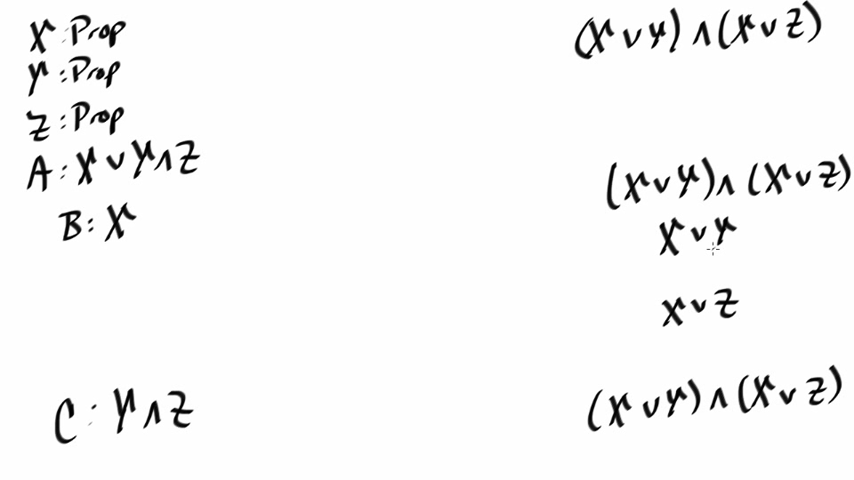 X : Prop
(X ∨ Y) ∧ (X ∨ Z)
Y : Prop
Z : Prop
A : X ∨ Y ∧ Z
(X ∨ Y) ∧ (X ∨ Z)
B : X
X ∨ Y
X ∨ Z
C : Y ∧ Z
(X ∨ Y) ∧ (X ∨ Z)